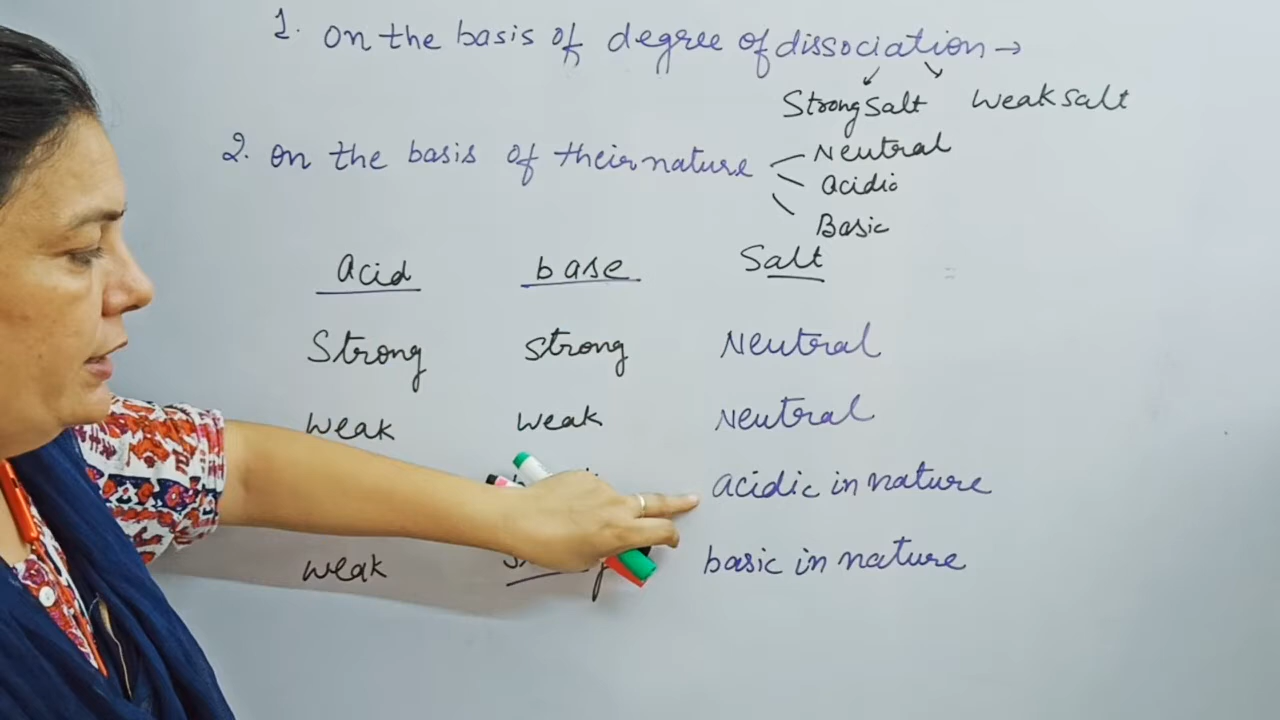 1. on the basis of degree of dissociation →
Strong Salt Weak Salt
2. on the basis of their nature
Neutral
acidic
Basic
acid base Salt
Strong strong Neutral
weak weak Neutral
acidic in nature
weak basic in nature